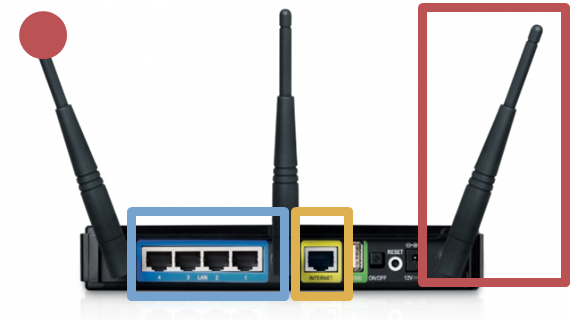 4 3 LAN 2 1
INTERNET
ON/OFF
RESET
12V